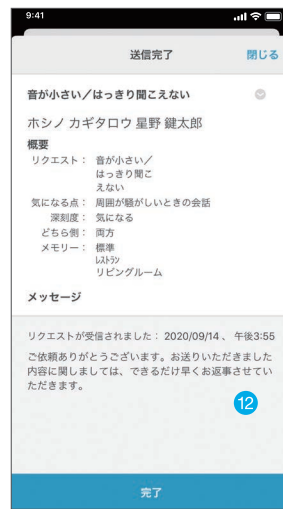 9:41
送信完了 閉じる
音が小さい／はっきり聞こえない
ホシノ カギタロウ 星野 鍵太郎
概要
リクエスト： 音が小さい／
はっきり聞こ
えない
気になる点： 周囲が騒がしいときの会話
深刻度： 気になる
どちら側： 両方
メモリー： 標準
レストラン
リビングルーム
メッセージ
リクエストが受信されました： 2020/09/14 、 午後3:55
ご依頼ありがとうございます。お送りいただきました
内容に関しましては、できるだけ早くお返事させてい
ただきます。
12
完了